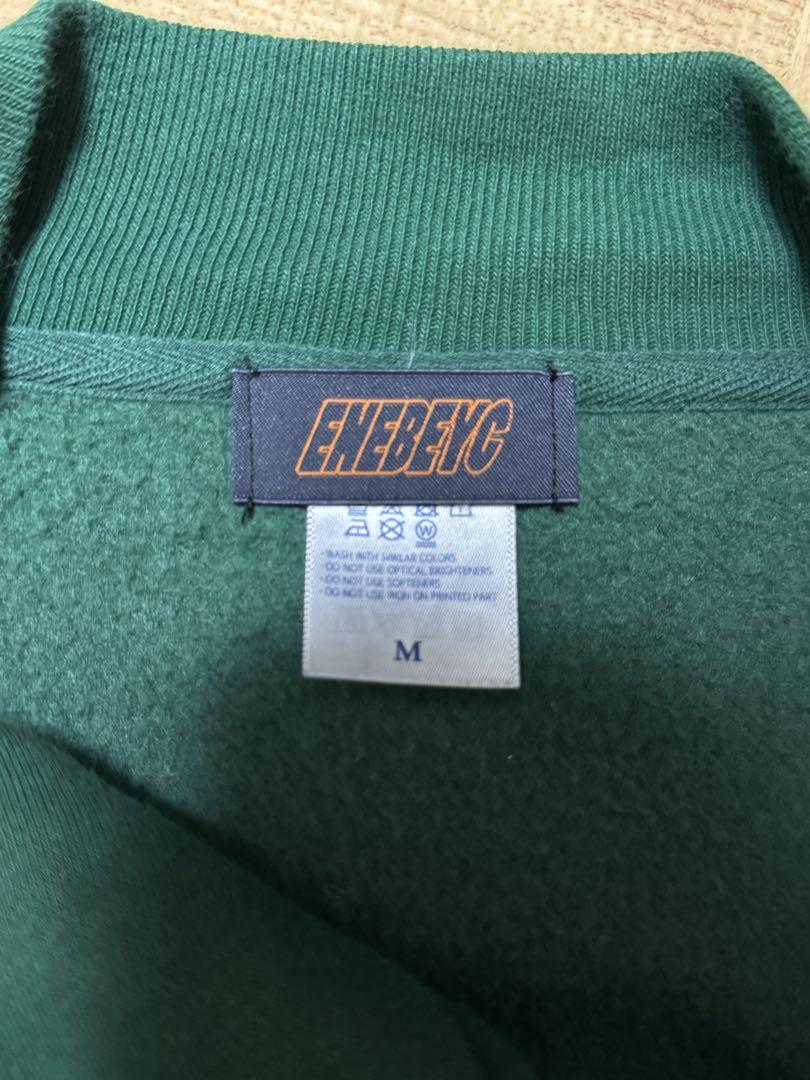 ENEBEYC
W
· WASH WITH SIMILAR COLORS
· DO NOT USE OPTICAL BRIGHTENERS
· DO NOT USE SOFTENERS
· DO NOT USE IRON ON PRINTED PART
M